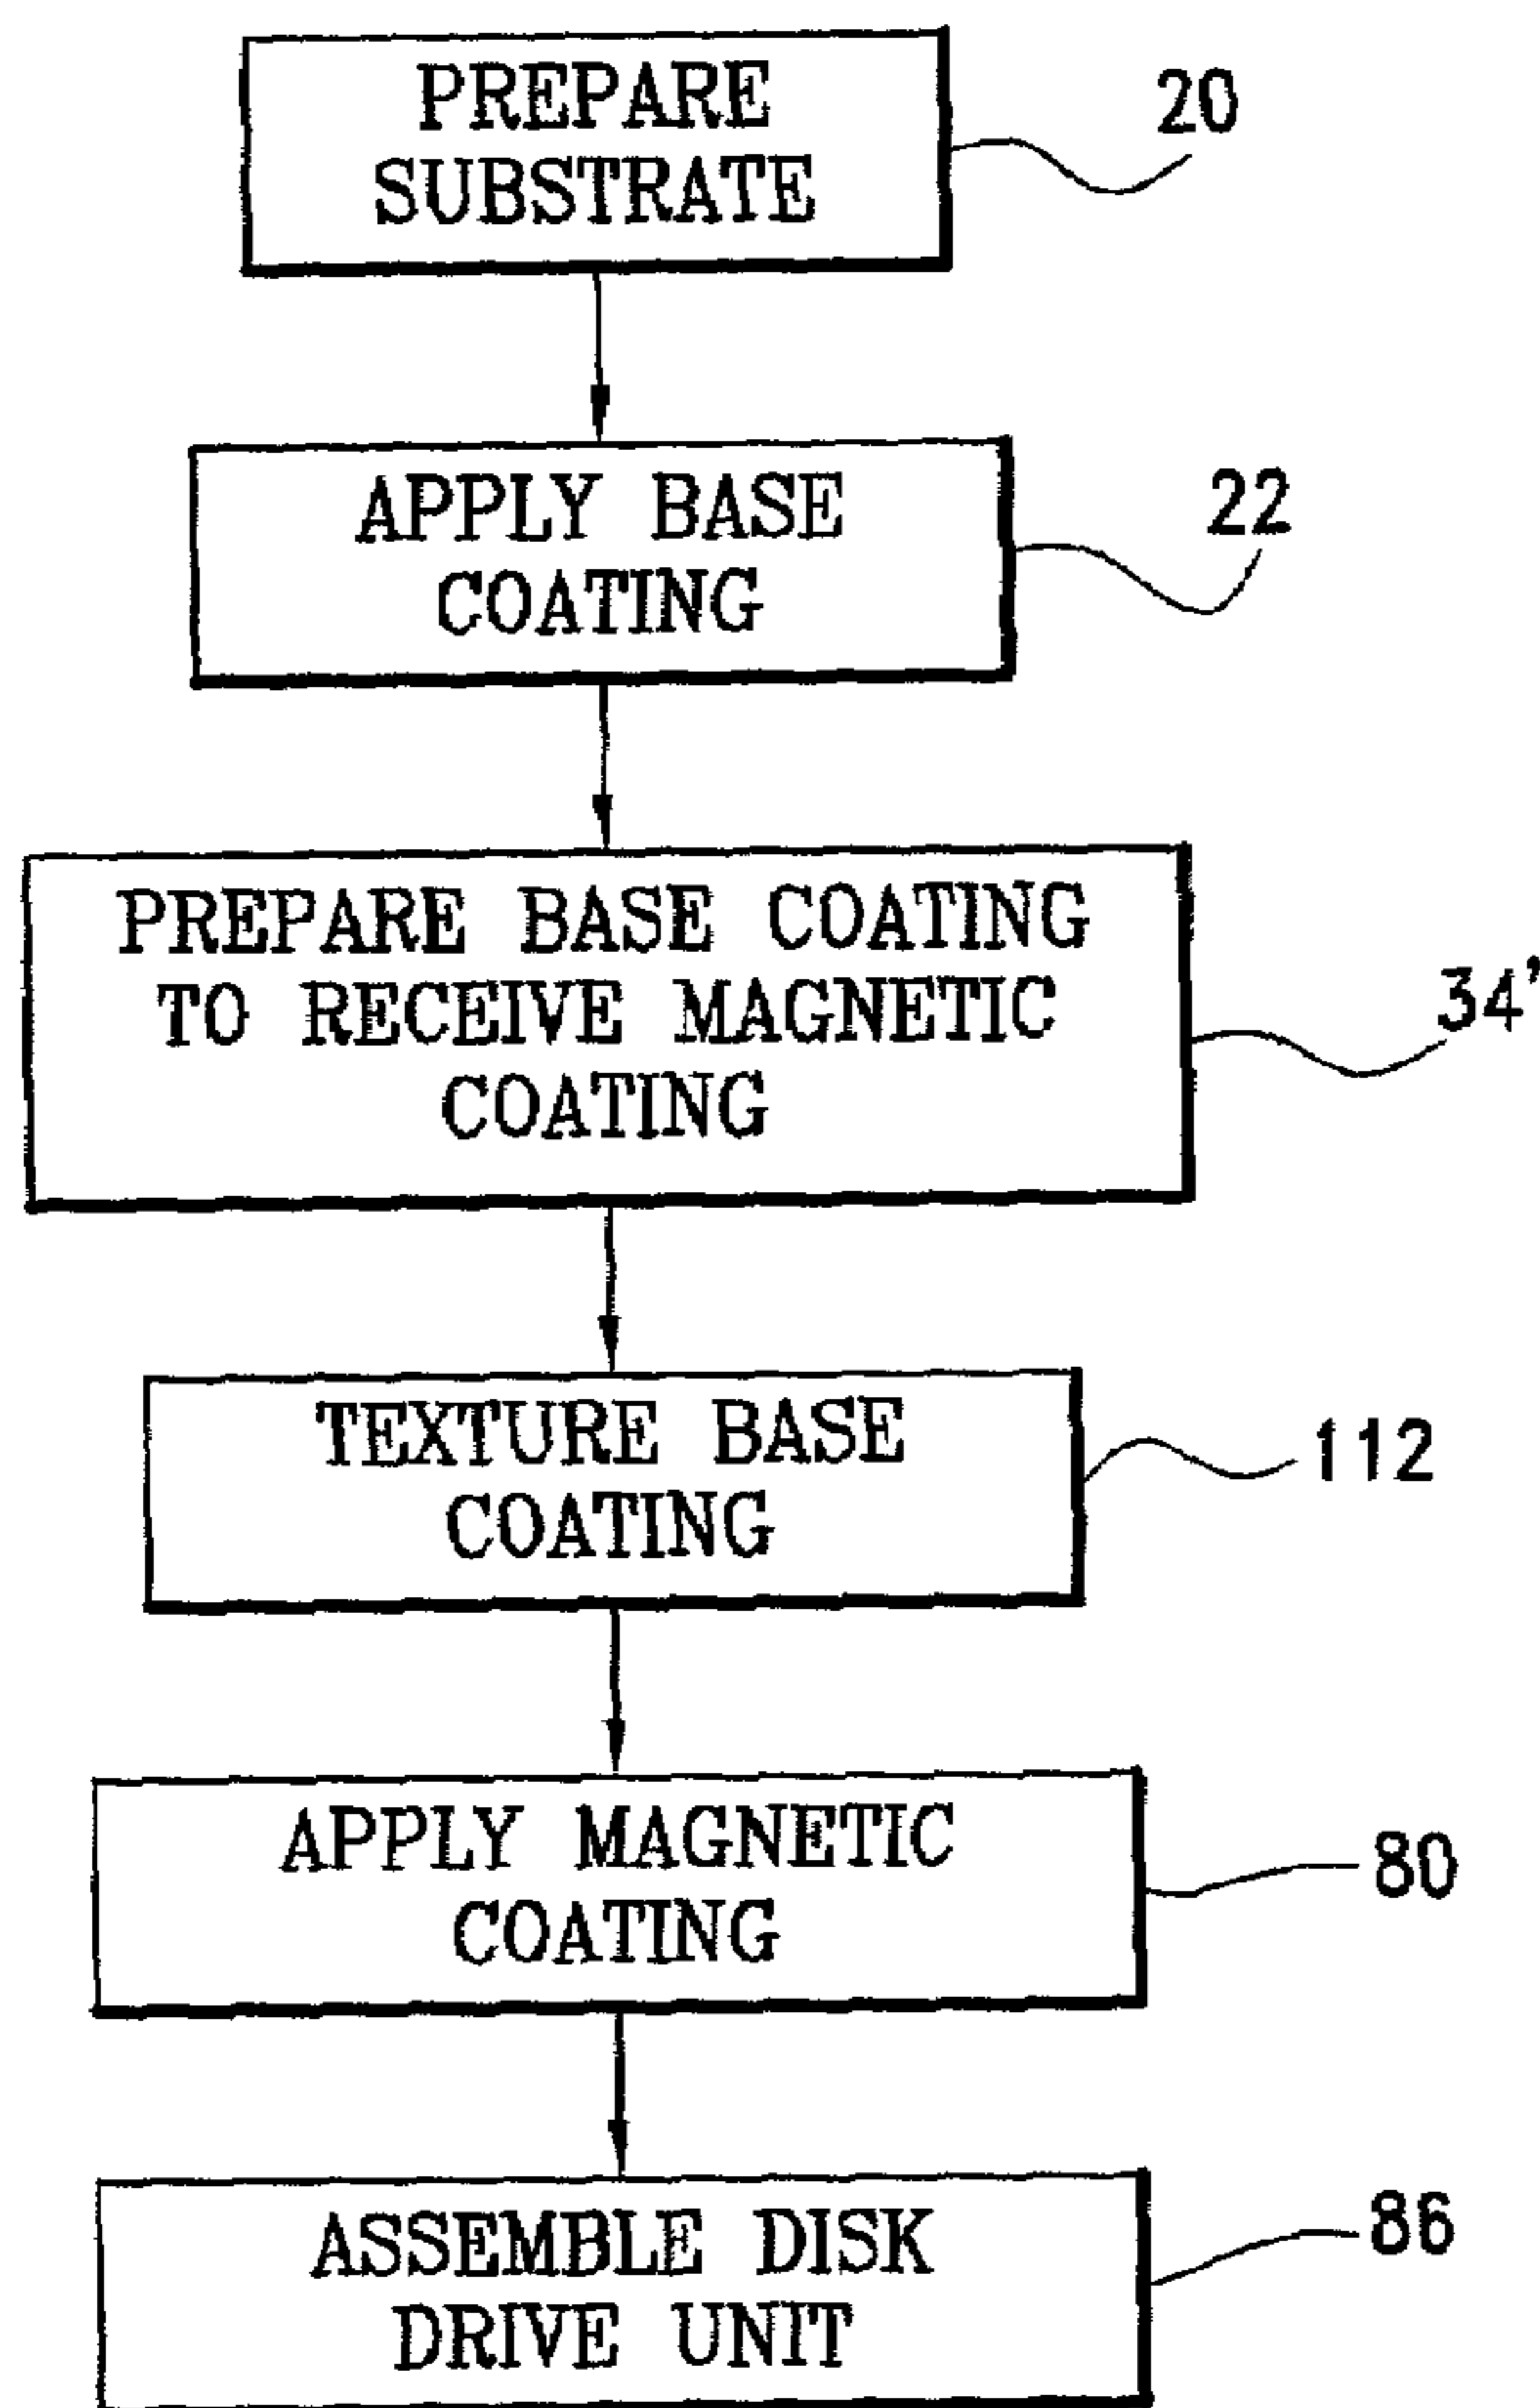 PREPARE
SUBSTRATE
20
APPLY BASE
COATING
22
PREPARE BASE COATING
TO RECEIVE MAGNETIC
COATING
34'
TEXTURE BASE
COATING
112
APPLY MAGNETIC
COATING
80
ASSEMBLE DISK
DRIVE UNIT
86